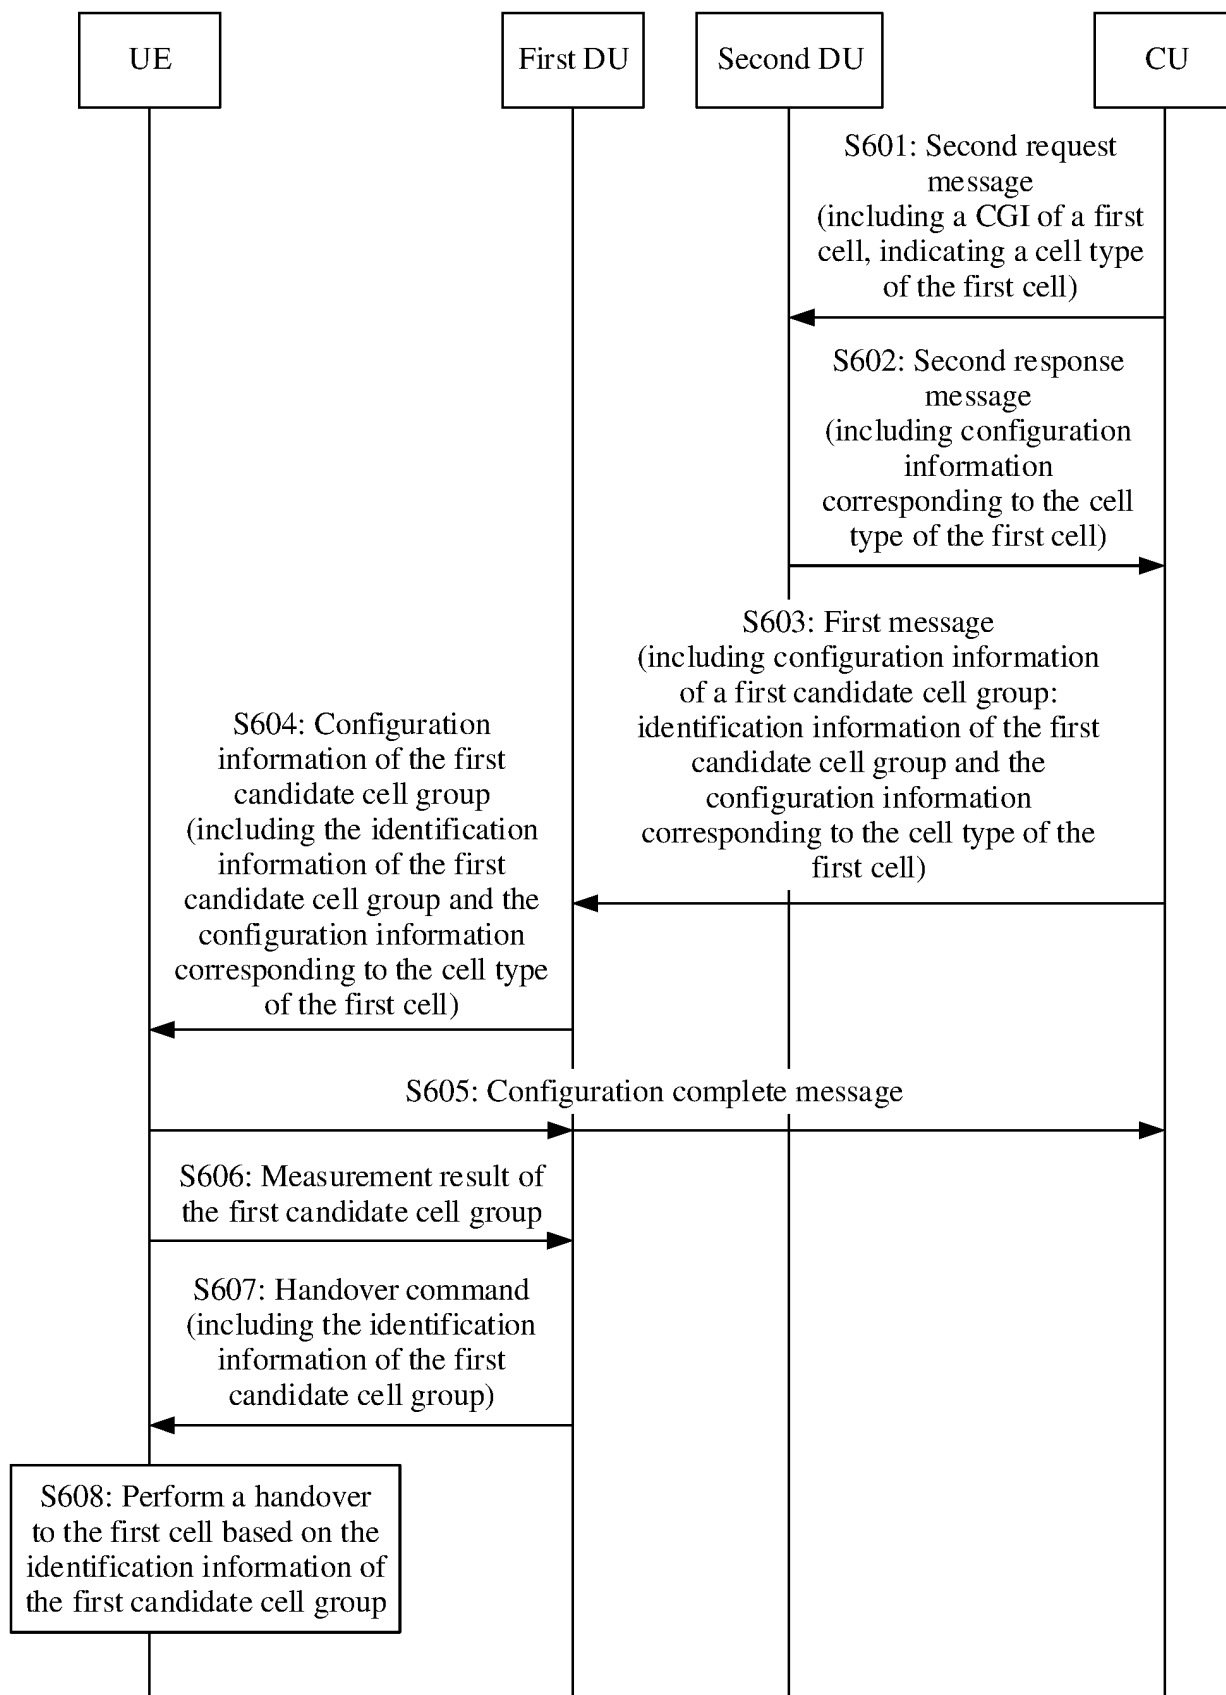 UE
First DU
Second DU
CU
S601: Second request
message
(including a CGI of a first
cell, indicating a cell type
of the first cell)
S602: Second response
message
(including configuration
information
corresponding to the cell
type of the first cell)
S603: First message
(including configuration information
of a first candidate cell group:
identification information of the first
candidate cell group and the
configuration information
corresponding to the cell type of the
first cell)
S604: Configuration
information of the first
candidate cell group
(including the identification
information of the first
candidate cell group and the
configuration information
corresponding to the cell type
of the first cell)
S605: Configuration complete message
S606: Measurement result of
the first candidate cell group
S607: Handover command
(including the identification
information of the first
candidate cell group)
S608: Perform a handover
to the first cell based on the
identification information of
the first candidate cell group